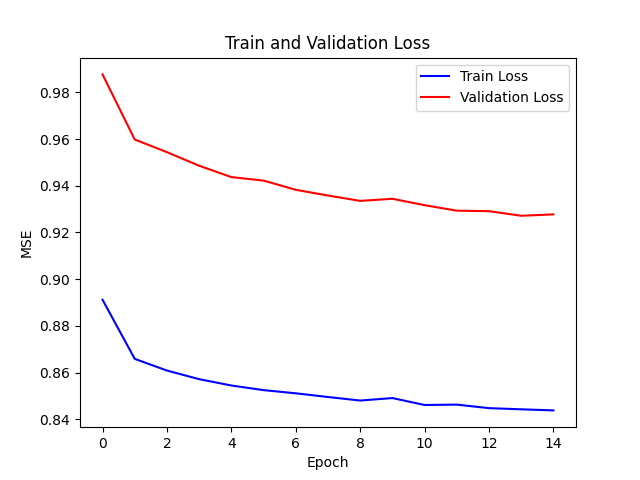 Train and Validation Loss
Train Loss
Validation Loss
0.98
0.96
0.94
0.92
0.90
0.88
0.86
0.84
MSE
0 2 4 6 8 10 12 14
Epoch